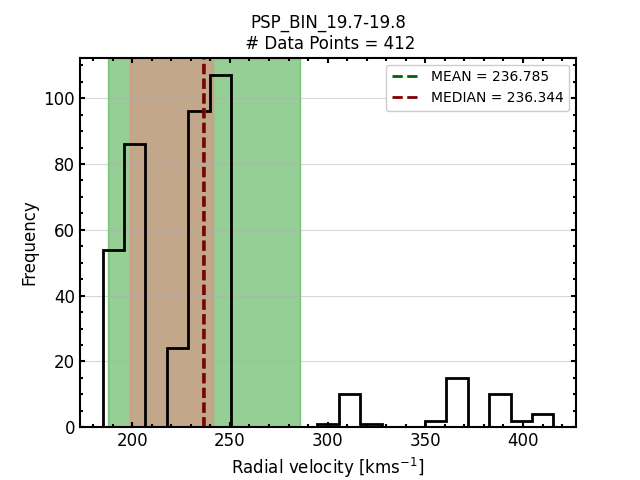 PSP_BIN_19.7-19.8
# Data Points = 412
MEAN = 236.785
MEDIAN = 236.344
Frequency
100
80
60
40
20
0
200 250 300 350 400
Radial velocity [kms⁻¹]